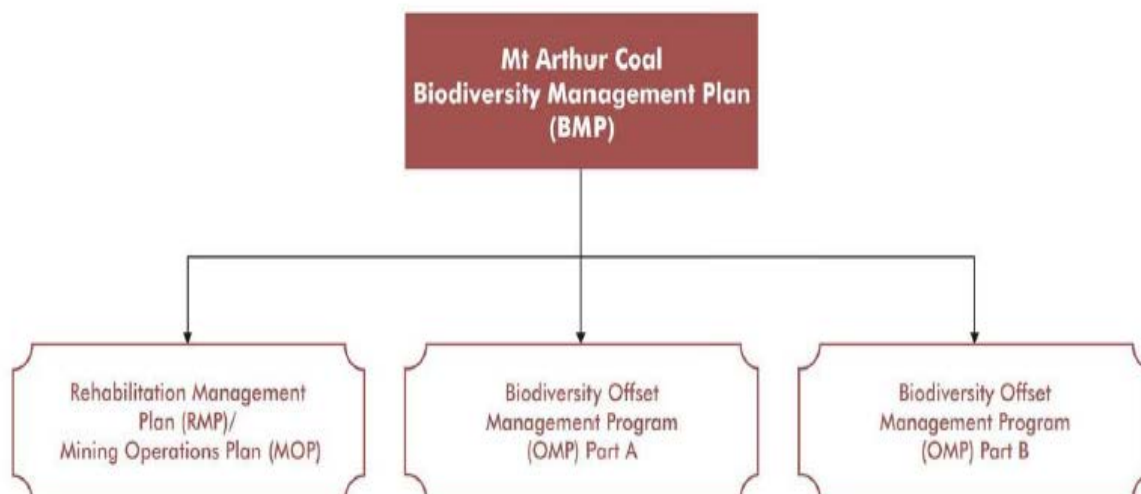 Mt Arthur Coal
Biodiversity Management Plan
(BMP)
Rehabilitation Management
Plan (RMP)/
Mining Operations Plan (MOP)
Biodiversity Offset
Management Program
(OMP) Part A
Biodiversity Offset
Management Program
(OMP) Part B